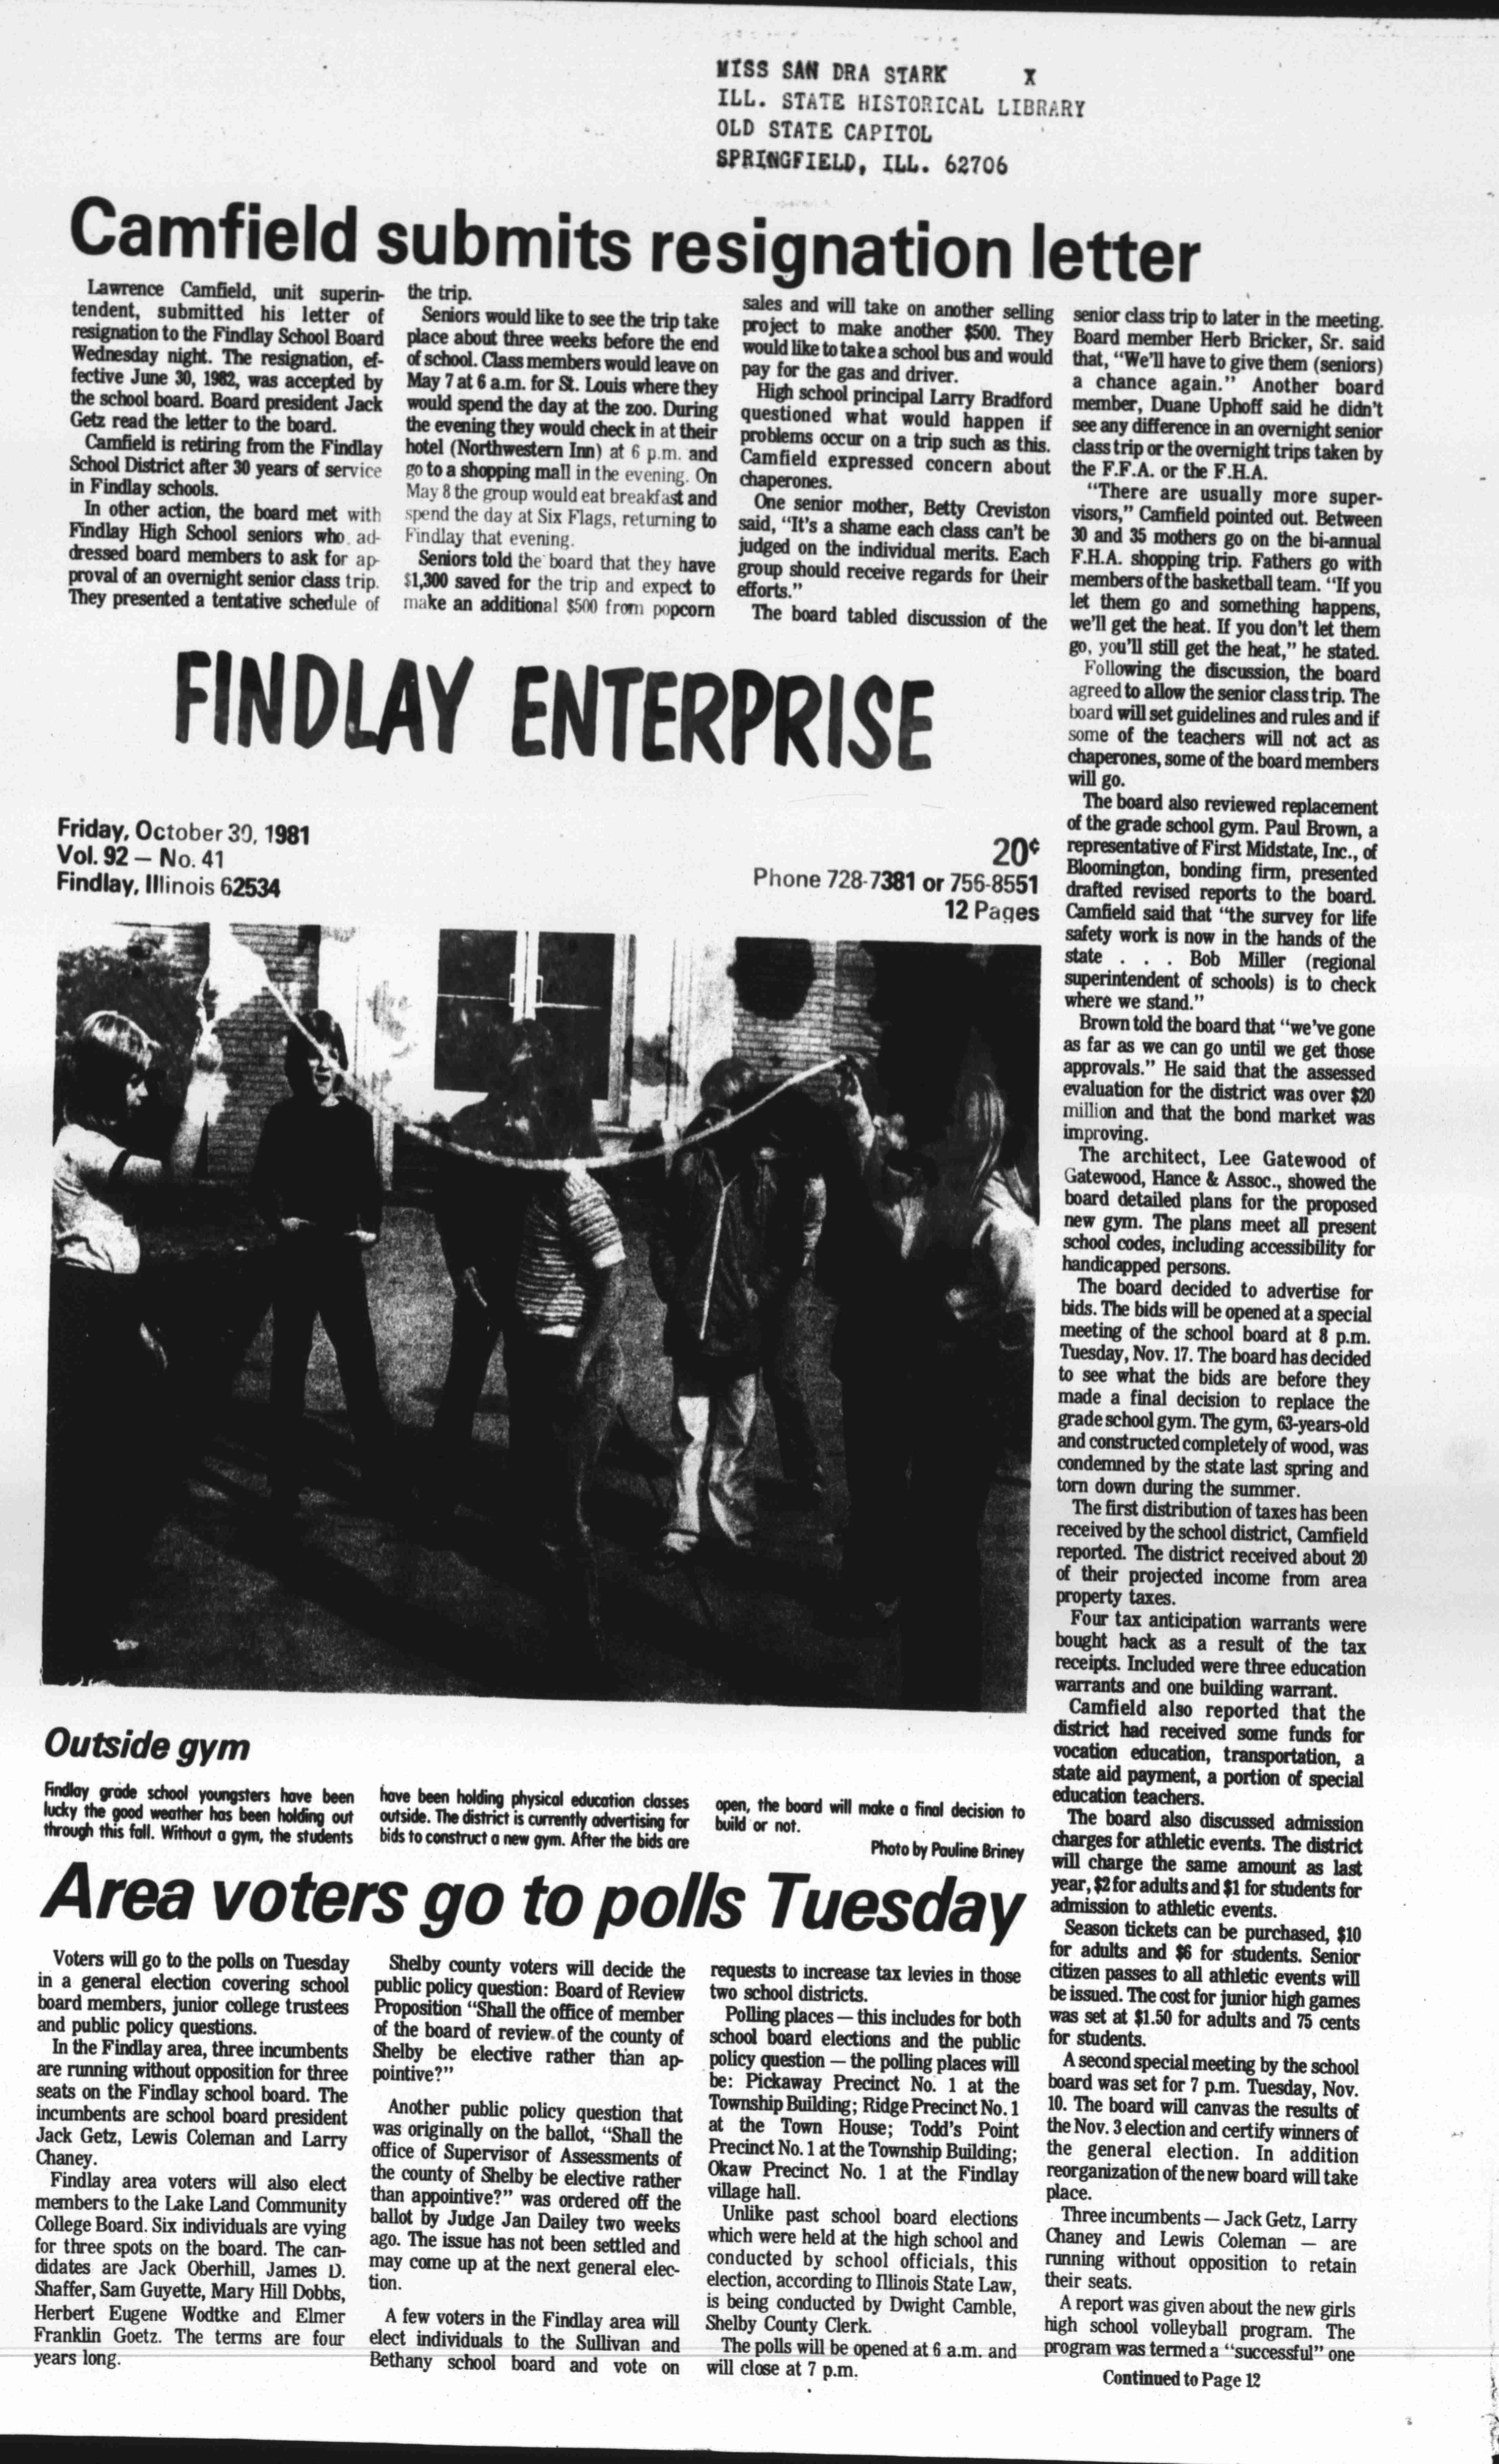 MISS SAN DRA STARK X
ILL. STATE HISTORICAL LIBRARY
OLD STATE CAPITOL
SPRINGFIELD, ILL. 62706
Camfield submits resignation letter
Lawrence Camfield, unit superin-
tendent, submitted his letter of
resignation to the Findlay School Board
Wednesday night. The resignation, ef-
fective June 30, 1982, was accepted by
the school board. Board president Jack
Getz read the letter to the board.
Camfield is retiring from the Findlay
School District after 30 years of service
in Findlay schools.
In other action, the board met with
Findlay High School seniors who ad-
dressed board members to ask for ap-
proval of an overnight senior class trip.
They presented a tentative schedule of
the trip.
Seniors would like to see the trip take
place about three weeks before the end
of school. Class members would leave on
May 7 at 6 a.m. for St. Louis where they
would spend the day at the zoo. During
the evening they would check in at their
hotel (Northwestern Inn) at 6 p.m. and
go to a shopping mall in the evening. On
May 8 the group would eat breakfast and
spend the day at Six Flags, returning to
Findlay that evening.
Seniors told the board that they have
$1,300 saved for the trip and expect to
make an additional $500 from popcorn
sales and will take on another selling
project to make another $500. They
would like to take a school bus and would
pay for the gas and driver.
High school principal Larry Bradford
questioned what would happen if
problems occur on a trip such as this.
Camfield expressed concern about
chaperones.
One senior mother, Betty Creviston
said, "It's a shame each class can't be
judged on the individual merits. Each
group should receive regards for their
efforts."
The board tabled discussion of the
senior class trip to later in the meeting.
Board member Herb Bricker, Sr. said
that, "We'll have to give them (seniors)
a chance again." Another board
member, Duane Uphoff said he didn't
see any difference in an overnight senior
class trip or the overnight trips taken by
the F.F.A. or the F.H.A.
"There are usually more super-
visors," Camfield pointed out. Between
30 and 35 mothers go on the bi-annual
F.H.A. shopping trip. Fathers go with
members of the basketball team. "If you
let them go and something happens,
we'll get the heat. If you don't let them
go, you'll still get the heat," he stated.
Following the discussion, the board
agreed to allow the senior class trip. The
board will set guidelines and rules and if
some of the teachers will not act as
chaperones, some of the board members
will go.
The board also reviewed replacement
of the grade school gym. Paul Brown, a
representative of First Midstate, Inc., of
Bloomington, bonding firm, presented
drafted revised reports to the board.
Camfield said that "the survey for life
safety work is now in the hands of the
state . . . Bob Miller (regional
superintendent of schools) is to check
where we stand."
Brown told the board that "we've gone
as far as we can go until we get those
approvals." He said that the assessed
evaluation for the district was over $20
million and that the bond market was
improving.
The architect, Lee Gatewood of
Gatewood, Hance & Assoc., showed the
board detailed plans for the proposed
new gym. The plans meet all present
school codes, including accessibility for
handicapped persons.
The board decided to advertise for
bids. The bids will be opened at a special
meeting of the school board at 8 p.m.
Tuesday, Nov. 17. The board has decided
to see what the bids are before they
made a final decision to replace the
grade school gym. The gym, 63-years-old
and constructed completely of wood, was
condemned by the state last spring and
torn down during the summer.
The first distribution of taxes has been
received by the school district, Camfield
reported. The district received about 20
of their projected income from area
property taxes.
Four tax anticipation warrants were
bought back as a result of the tax
receipts. Included were three education
warrants and one building warrant.
Camfield also reported that the
district had received some funds for
vocation education, transportation, a
state aid payment, a portion of special
education teachers.
The board also discussed admission
charges for athletic events. The district
will charge the same amount as last
year, $2 for adults and $1 for students for
admission to athletic events.
Season tickets can be purchased, $10
for adults and $6 for students. Senior
citizen passes to all athletic events will
be issued. The cost for junior high games
was set at $1.50 for adults and 75 cents
for students.
A second special meeting by the school
board was set for 7 p.m. Tuesday, Nov.
10. The board will canvas the results of
the Nov. 3 election and certify winners of
the general election. In addition
reorganization of the new board will take
place.
Three incumbents — Jack Getz, Larry
Chaney and Lewis Coleman — are
running without opposition to retain
their seats.
A report was given about the new girls
high school volleyball program. The
program was termed a "successful" one
Continued to Page 12
FINDLAY ENTERPRISE
Friday, October 30, 1981
Vol. 92 — No. 41
Findlay, Illinois 62534
20¢
Phone 728-7381 or 756-8551
12 Pages
Outside gym
Findlay grade school youngsters have been
lucky the good weather has been holding out
through this fall. Without a gym, the students
have been holding physical education classes
outside. The district is currently advertising for
bids to construct a new gym. After the bids are
open, the board will make a final decision to
build or not.
Photo by Pauline Briney
Area voters go to polls Tuesday
Voters will go to the polls on Tuesday
in a general election covering school
board members, junior college trustees
and public policy questions.
In the Findlay area, three incumbents
are running without opposition for three
seats on the Findlay school board. The
incumbents are school board president
Jack Getz, Lewis Coleman and Larry
Chaney.
Findlay area voters will also elect
members to the Lake Land Community
College Board. Six individuals are vying
for three spots on the board. The can-
didates are Jack Oberhill, James D.
Shaffer, Sam Guyette, Mary Hill Dobbs,
Herbert Eugene Wodtke and Elmer
Franklin Goetz. The terms are four
years long.
Shelby county voters will decide the
public policy question: Board of Review
Proposition "Shall the office of member
of the board of review of the county of
Shelby be elective rather than ap-
pointive?"
Another public policy question that
was originally on the ballot, "Shall the
office of Supervisor of Assessments of
the county of Shelby be elective rather
than appointive?" was ordered off the
ballot by Judge Jan Dailey two weeks
ago. The issue has not been settled and
may come up at the next general elec-
tion.
A few voters in the Findlay area will
elect individuals to the Sullivan and
Bethany school board and vote on
requests to increase tax levies in those
two school districts.
Polling places — this includes for both
school board elections and the public
policy question — the polling places will
be: Pickaway Precinct No. 1 at the
Township Building; Ridge Precinct No. 1
at the Town House; Todd's Point
Precinct No. 1 at the Township Building;
Okaw Precinct No. 1 at the Findlay
village hall.
Unlike past school board elections
which were held at the high school and
conducted by school officials, this
election, according to Illinois State Law,
is being conducted by Dwight Camble,
Shelby County Clerk.
The polls will be opened at 6 a.m. and
will close at 7 p.m.